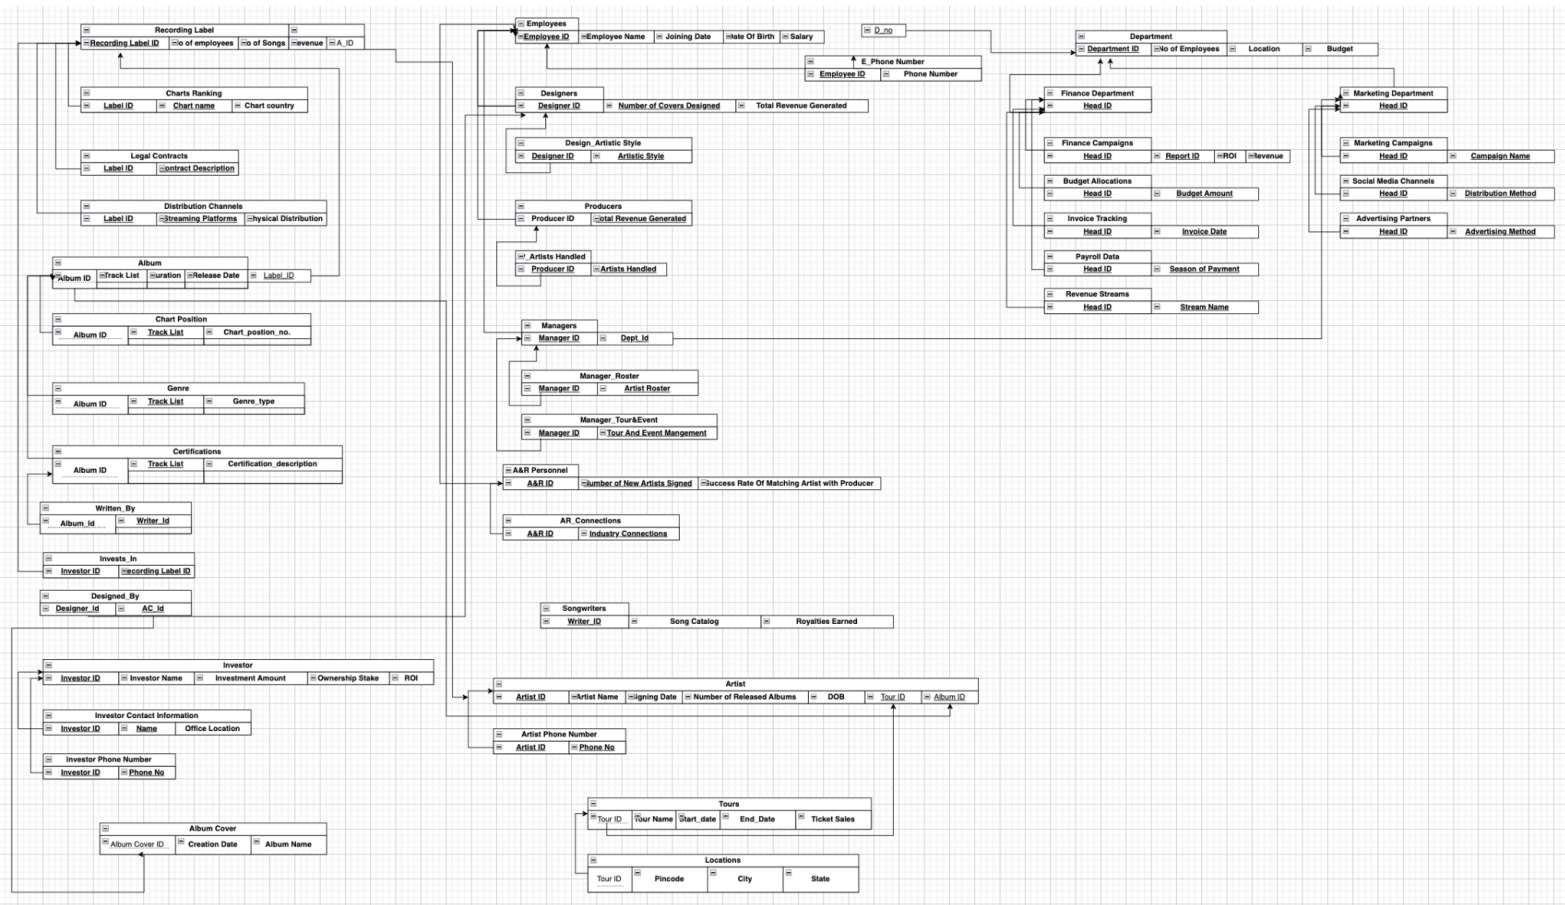 Recording Label
Recording Label ID o of employees o of Songs evenue A_ID
Charts Ranking
Label ID Chart name Chart country
Legal Contracts
Label ID ontract Description
Distribution Channels
Label ID Streaming Platforms hysical Distribution
Album
Album ID Track List uration Release Date Label_ID
Chart Position
Album ID Track List Chart_postion_no.
Genre
Album ID Track List Genre_type
Certifications
Album ID Track List Certification_description
Written_By
Album_Id Writer_Id
Invests_In
Investor ID ecording Label ID
Designed_By
Designer_Id AC_Id
Investor
Investor ID Investor Name Investment Amount Ownership Stake ROI
Investor Contact Information
Investor ID Name Office Location
Investor Phone Number
Investor ID Phone No
Album Cover
Album Cover ID Creation Date Album Name
Employees
Employee ID Employee Name Joining Date ate Of Birth Salary
E_Phone Number
Employee ID Phone Number
Designers
Designer ID Number of Covers Designed Total Revenue Generated
Design_Artistic Style
Designer ID Artistic Style
Producers
Producer ID otal Revenue Generated
_Artists Handled
Producer ID Artists Handled
Managers
Manager ID Dept_Id
Manager_Roster
Manager ID Artist Roster
Manager_Tour&Event
Manager ID Tour And Event Mangement
A&R Personnel
A&R ID umber of New Artists Signed Success Rate Of Matching Artist with Producer
AR_Connections
A&R ID Industry Connections
Songwriters
Writer_ID Song Catalog Royalties Earned
Artist
Artist ID Artist Name igning Date Number of Released Albums DOB Tour ID Album ID
Artist Phone Number
Artist ID Phone No
Tours
Tour ID our Name tart_date End_Date Ticket Sales
Locations
Tour ID Pincode City State
D_no
Department
Department ID No of Employees Location Budget
Finance Department
Head ID
Finance Campaigns
Head ID Report ID ROI evenue
Budget Allocations
Head ID Budget Amount
Invoice Tracking
Head ID Invoice Date
Payroll Data
Head ID Season of Payment
Revenue Streams
Head ID Stream Name
Marketing Department
Head ID
Marketing Campaigns
Head ID Campaign Name
Social Media Channels
Head ID Distribution Method
Advertising Partners
Head ID Advertising Method